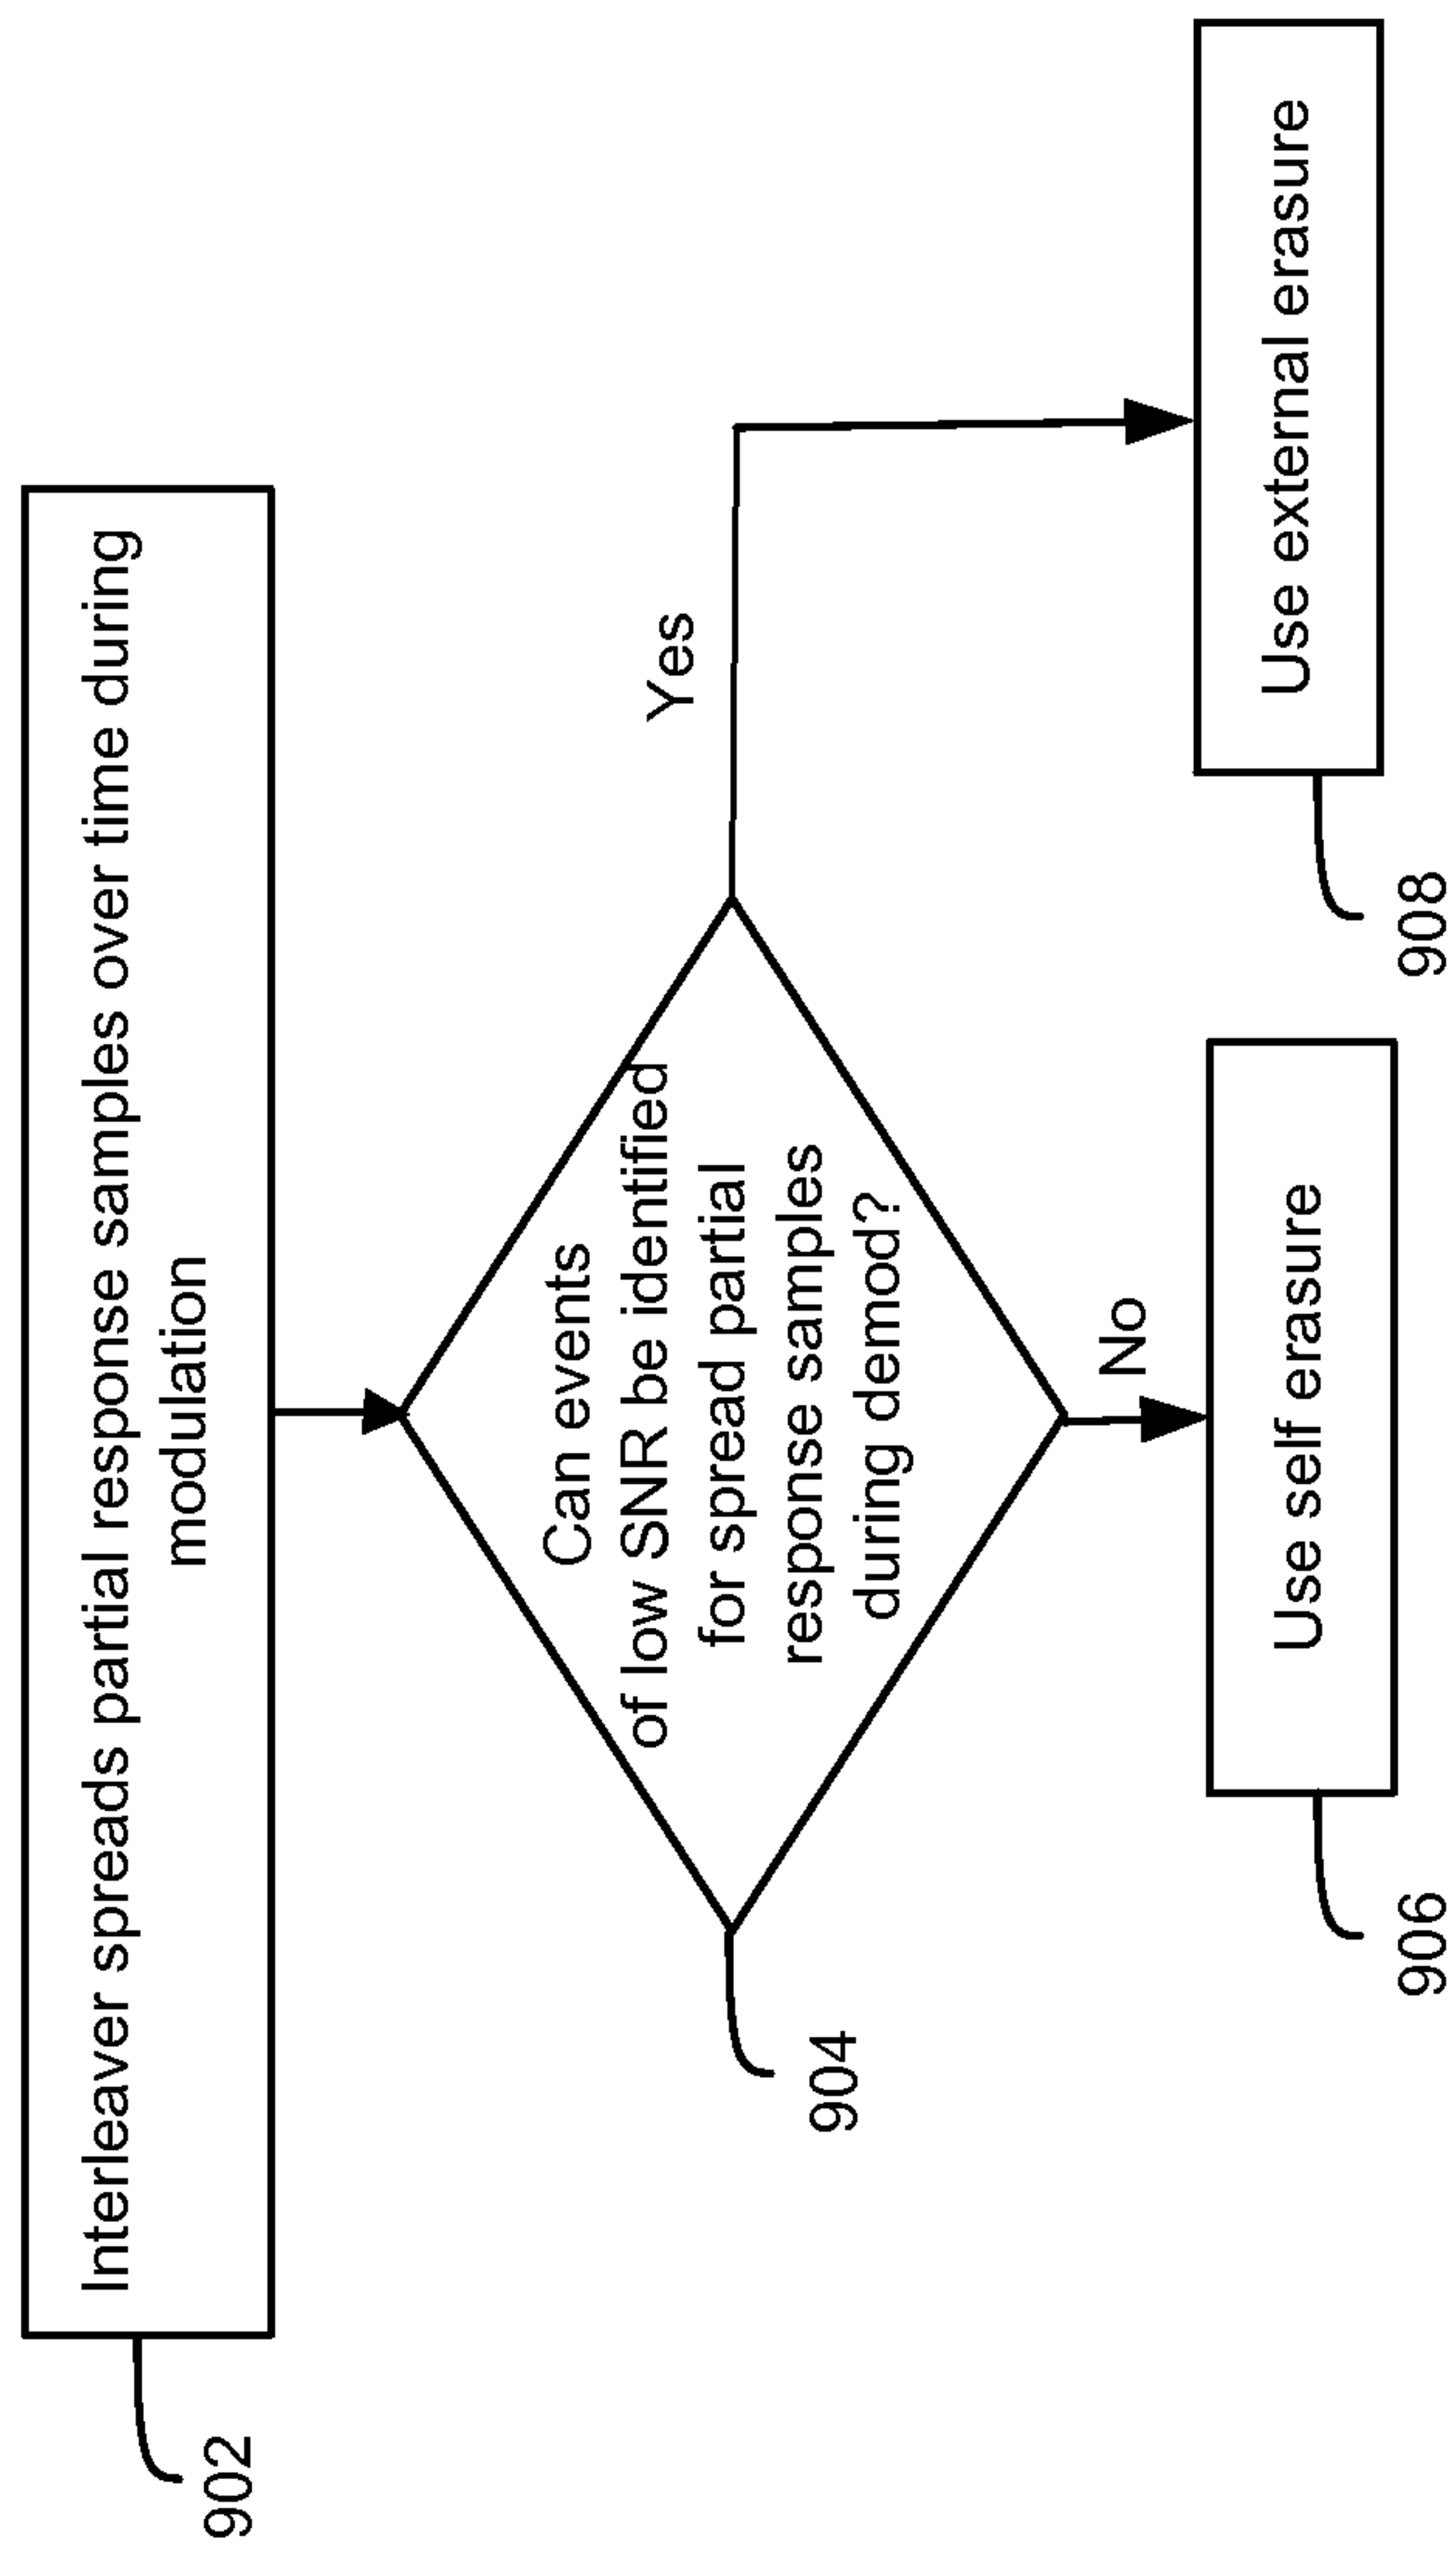 Interleaver spreads partial response samples over time during
modulation
902
Can events
of low SNR be identified
for spread partial
response samples
during demod?
904
Yes
No
Use self erasure
906
Use external erasure
908